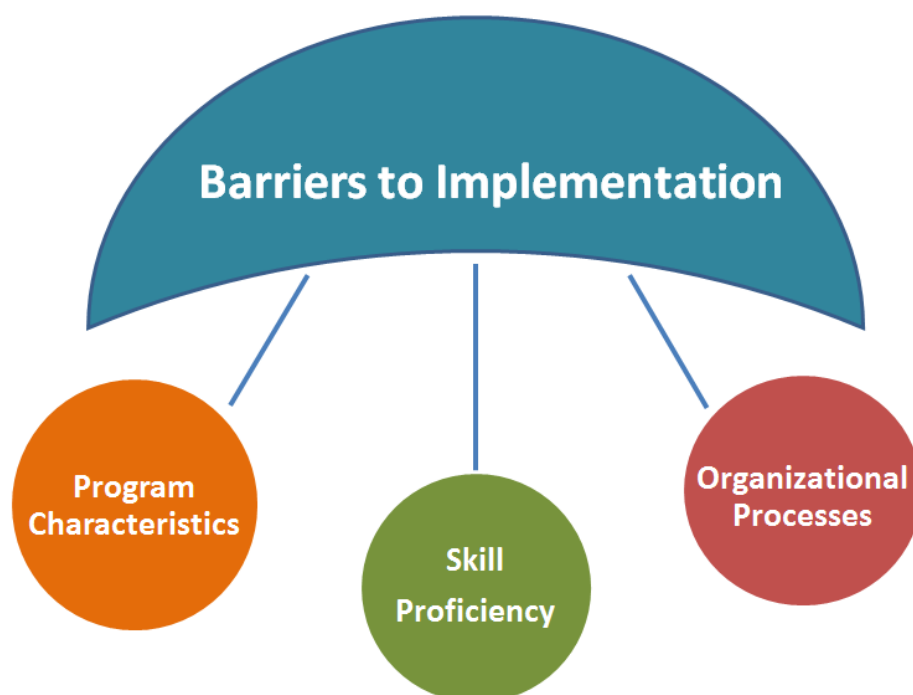 Barriers to Implementation
Program
Characteristics
Skill
Proficiency
Organizational
Processes